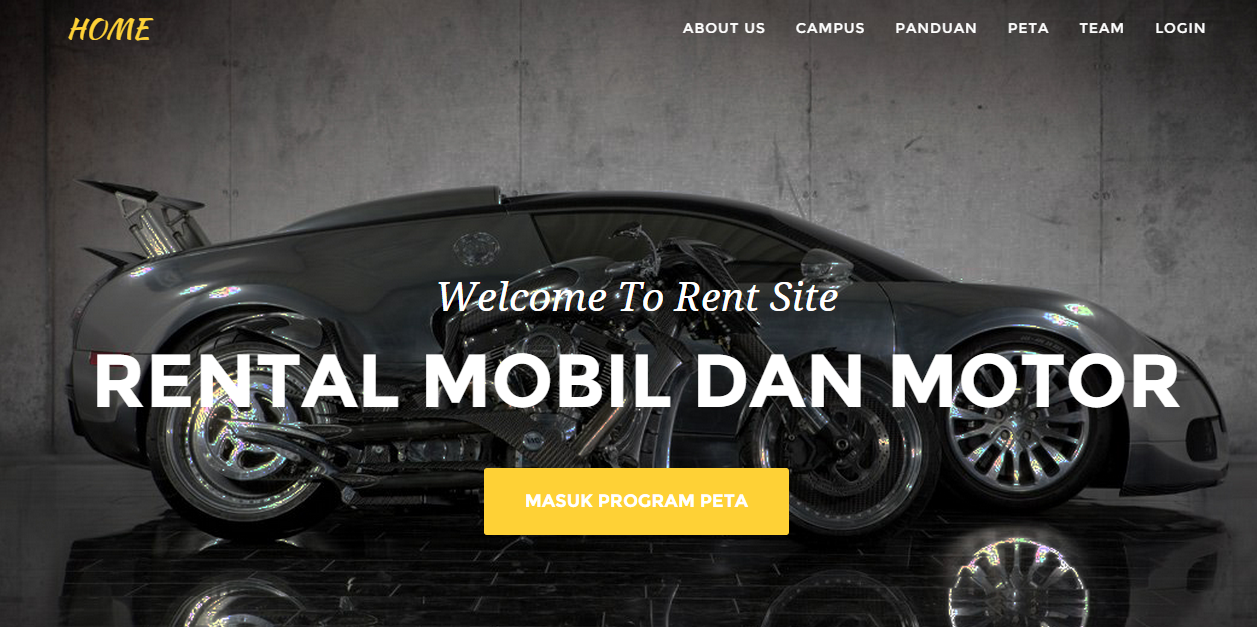 HOME
ABOUT US CAMPUS PANDUAN PETA TEAM LOGIN
Welcome To Rent Site
RENTAL MOBIL DAN MOTOR
MASUK PROGRAM PETA